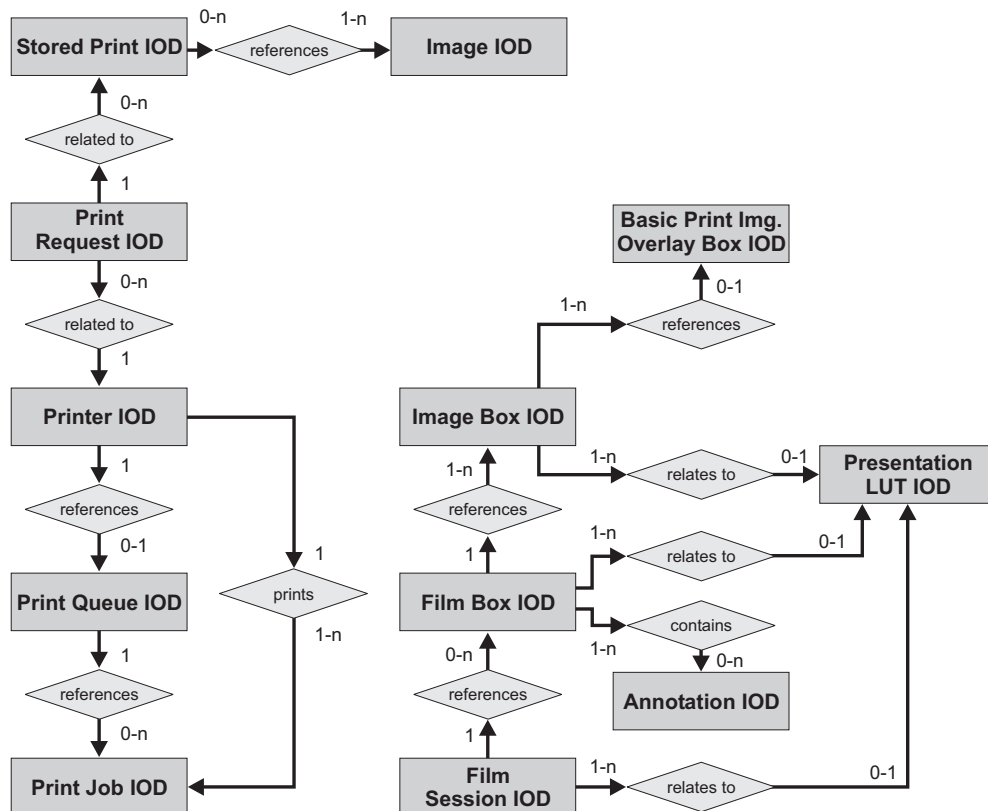 0-n
1-n
Stored Print IOD
references
Image IOD
0-n
related to
1
Print
Request IOD
Basic Print Img.
Overlay Box IOD
0-n
0-1
1-n
related to
references
1
Printer IOD
Image Box IOD
1
1-n
1-n
0-1
references
references
relates to
Presentation
LUT IOD
0-1
1
1
1-n
0-1
relates to
Print Queue IOD
prints
Film Box IOD
contains
1
1-n
0-n
1-n
0-n
references
references
Annotation IOD
0-n
1
Print Job IOD
Film
Session IOD
1-n
relates to
0-1